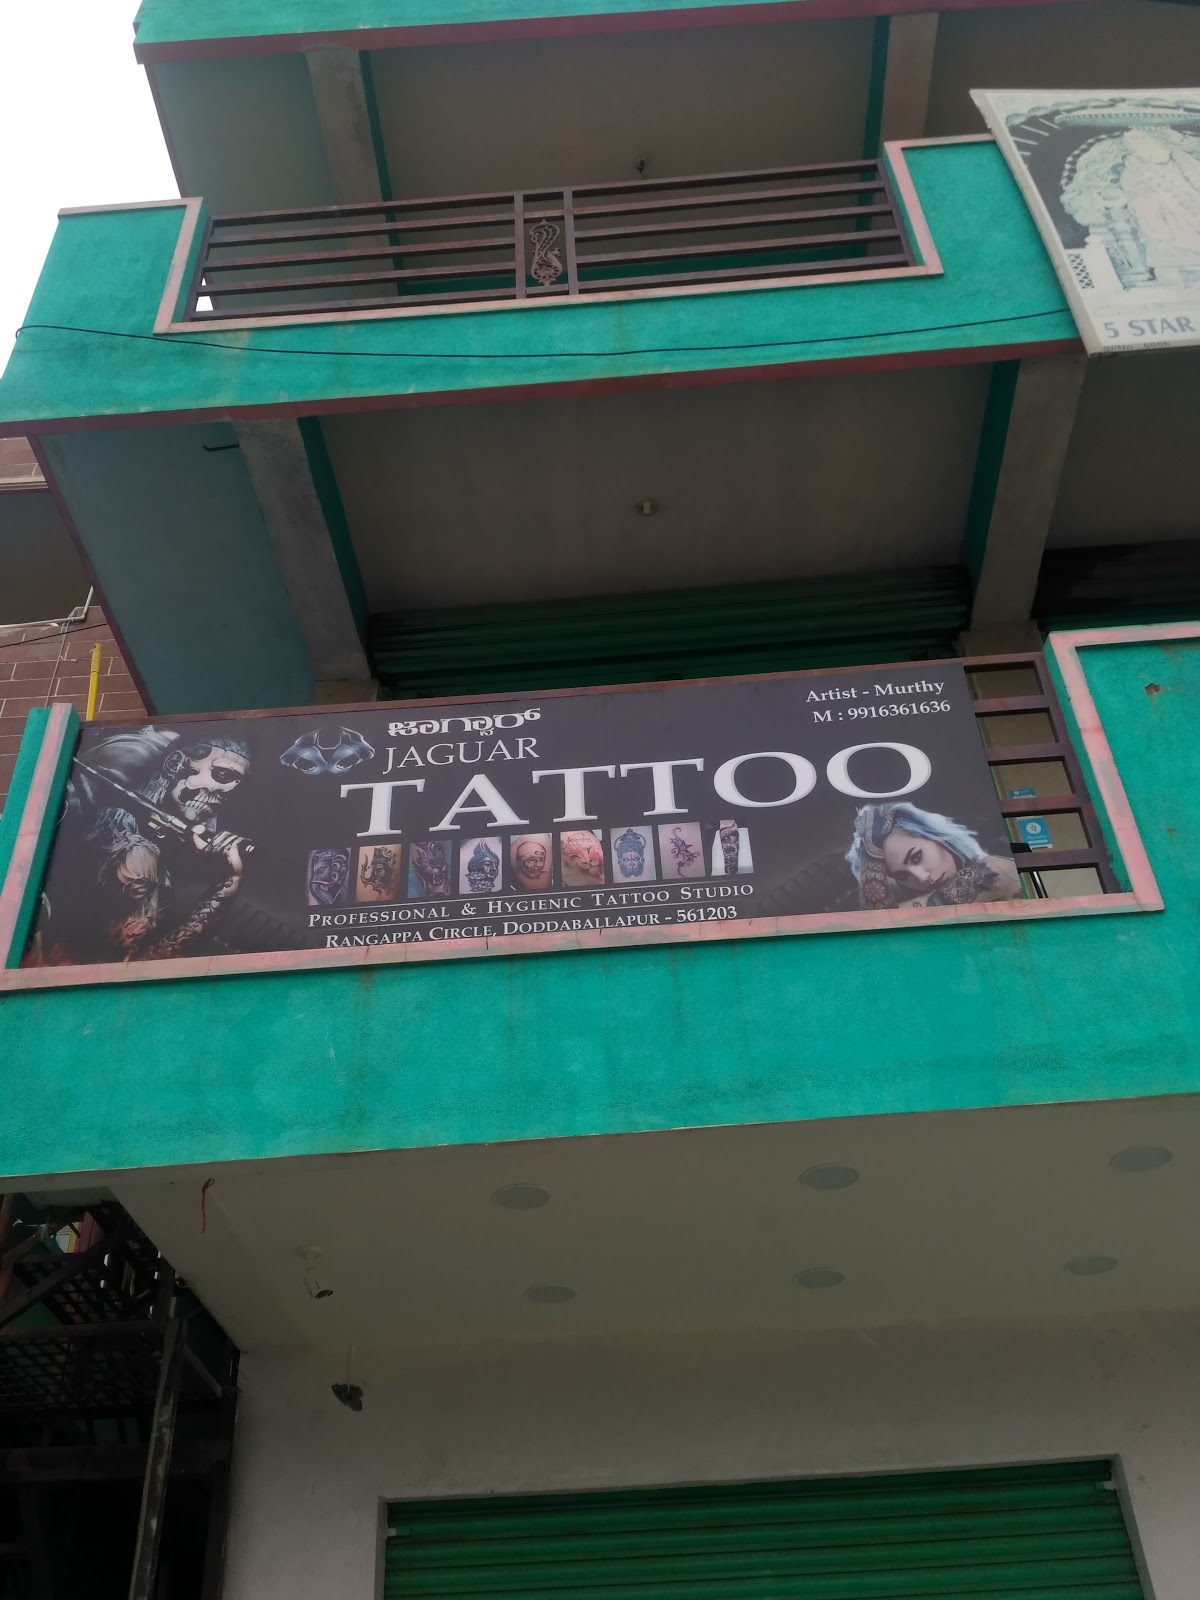 5 STAR
Artist - Murthy
M : 9916361636
ಜಾಗ್ವಾರ್
JAGUAR
TATTOO
PROFESSIONAL & HYGIENIC TATTOO STUDIO
RANGAPPA CIRCLE, DODDABALLAPUR - 561203